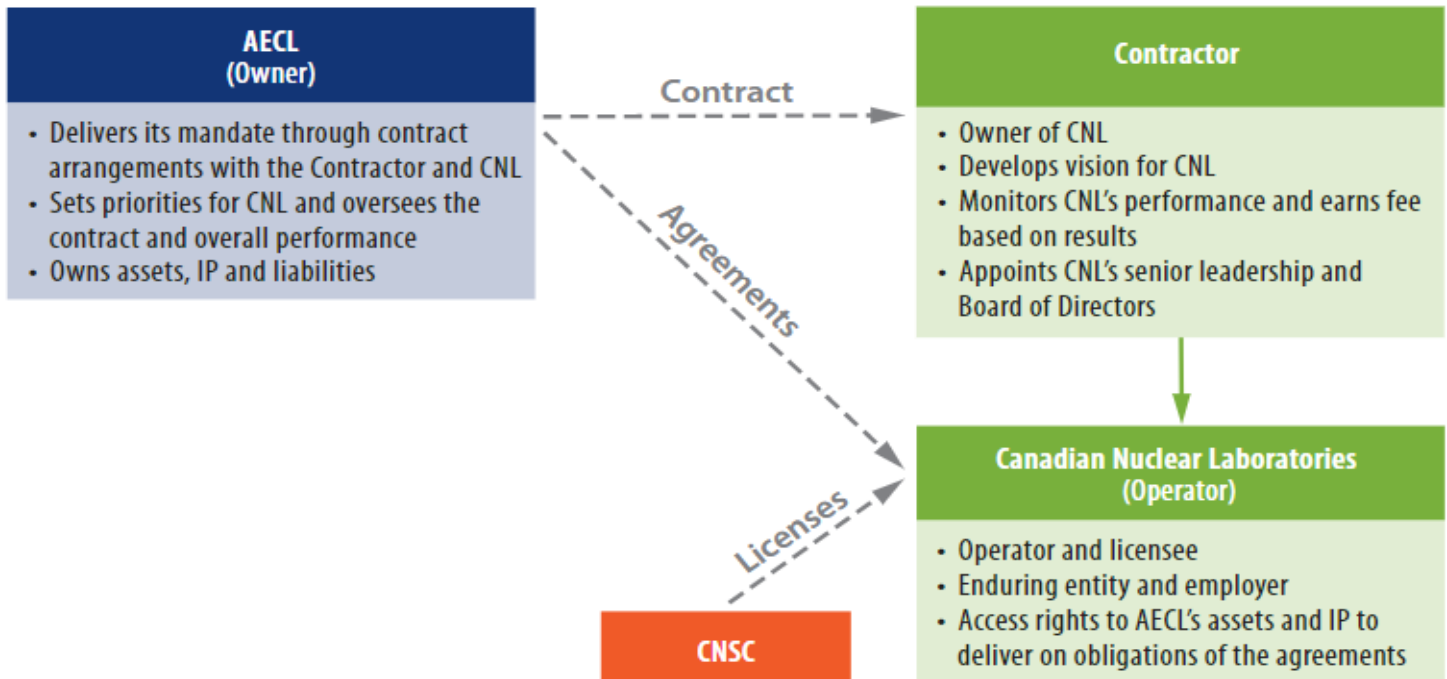 AECL
(Owner)
• Delivers its mandate through contract
arrangements with the Contractor and CNL
• Sets priorities for CNL and oversees the
contract and overall performance
• Owns assets, IP and liabilities
Contract
Agreements
Licenses
Contractor
• Owner of CNL
• Develops vision for CNL
• Monitors CNL’s performance and earns fee
based on results
• Appoints CNL’s senior leadership and
Board of Directors
Canadian Nuclear Laboratories
(Operator)
• Operator and licensee
• Enduring entity and employer
• Access rights to AECL’s assets and IP to
deliver on obligations of the agreements
CNSC